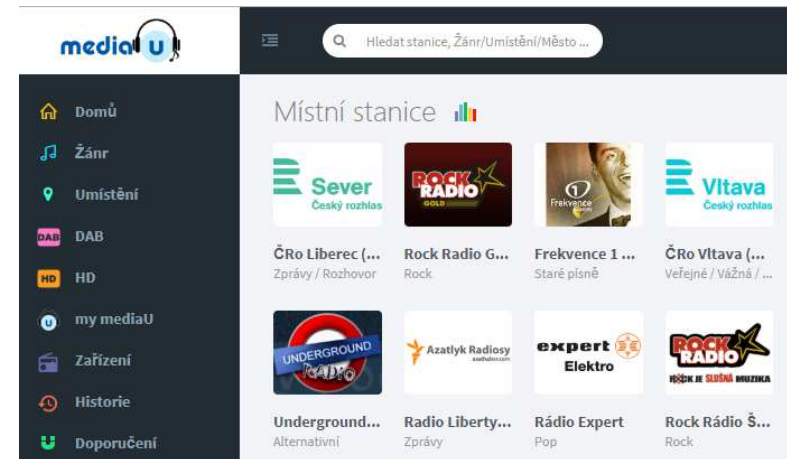 mediaU
Hledat stanice, Žánr/Umístění/Město ...
Domů
Žánr
Umístění
DAB DAB
HD HD
U my mediaU
Zařízení
Historie
Doporučení
Místní stanice
Sever
Český rozhlas
ROCK
RADIO
GOLD
1
Frekvence
Vltava
Český rozhlas
ČRo Liberec (...
Zprávy / Rozhovor
Rock Radio G...
Rock
Frekvence 1 ...
Staré písně
ČRo Vltava (...
Veřejné / Vážná / ...
UNDERGROUND
RADIO
Azatlyk Radiosy
azathabar.com
expert
Elektro
ROCK
RADIO
ROCK JE SLUŠNÁ MUZIKA
Underground...
Alternativní
Radio Liberty...
Zprávy
Rádio Expert
Pop
Rock Rádio Š...
Rock